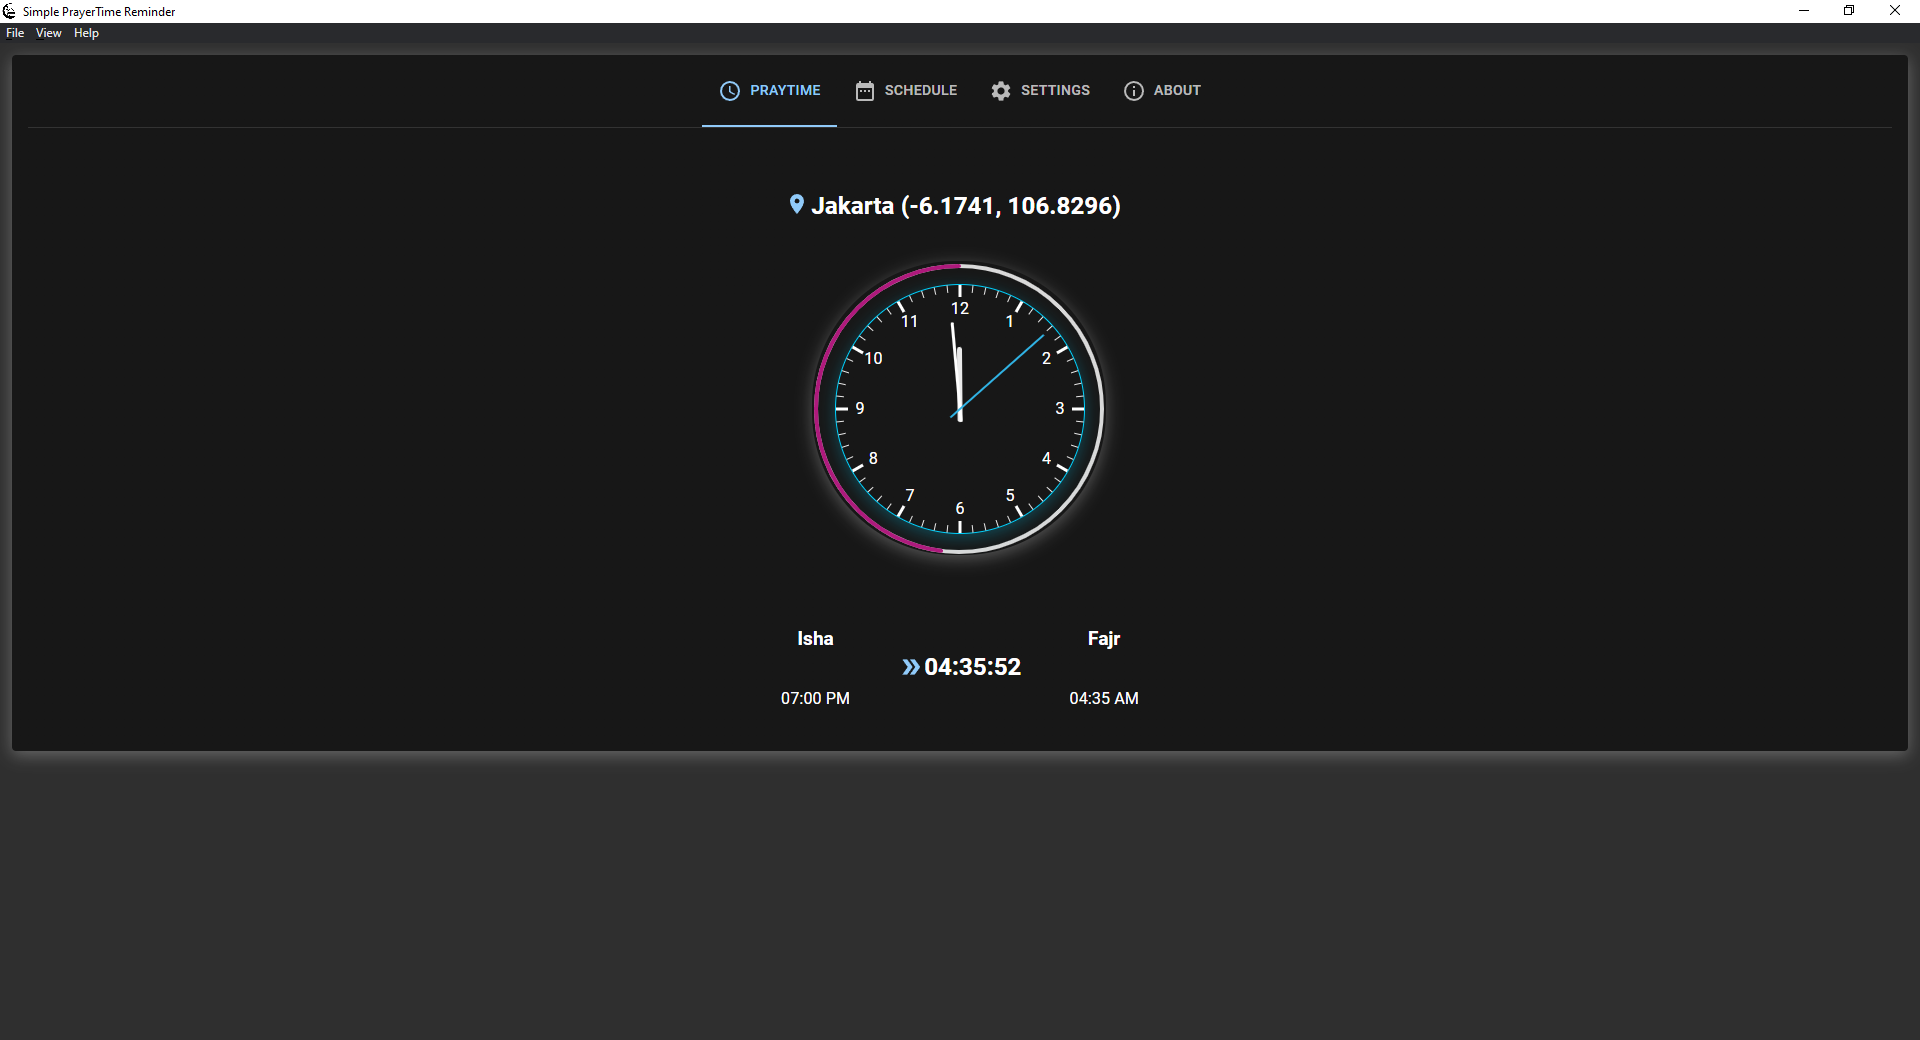 Simple PrayerTime Reminder
File View Help
PRAYTIME SCHEDULE SETTINGS ABOUT
Jakarta (-6.1741, 106.8296)
12
11 1
10 2
9 3
8 4
7 5
6
Isha Fajr
04:35:52
07:00 PM 04:35 AM